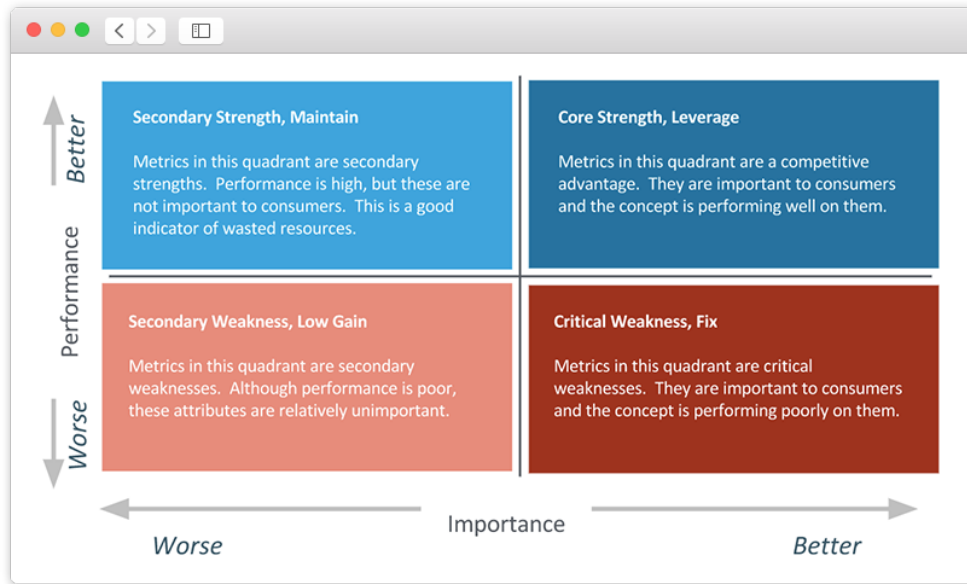 Better
Performance
Worse
Secondary Strength, Maintain
Metrics in this quadrant are secondary
strengths.  Performance is high, but these are
not important to consumers.  This is a good
indicator of wasted resources.
Core Strength, Leverage
Metrics in this quadrant are a competitive
advantage.  They are important to consumers
and the concept is performing well on them.
Secondary Weakness, Low Gain
Metrics in this quadrant are secondary
weaknesses.  Although performance is poor,
these attributes are relatively unimportant.
Critical Weakness, Fix
Metrics in this quadrant are critical
weaknesses.  They are important to consumers
and the concept is performing poorly on them.
Importance
Worse
Better